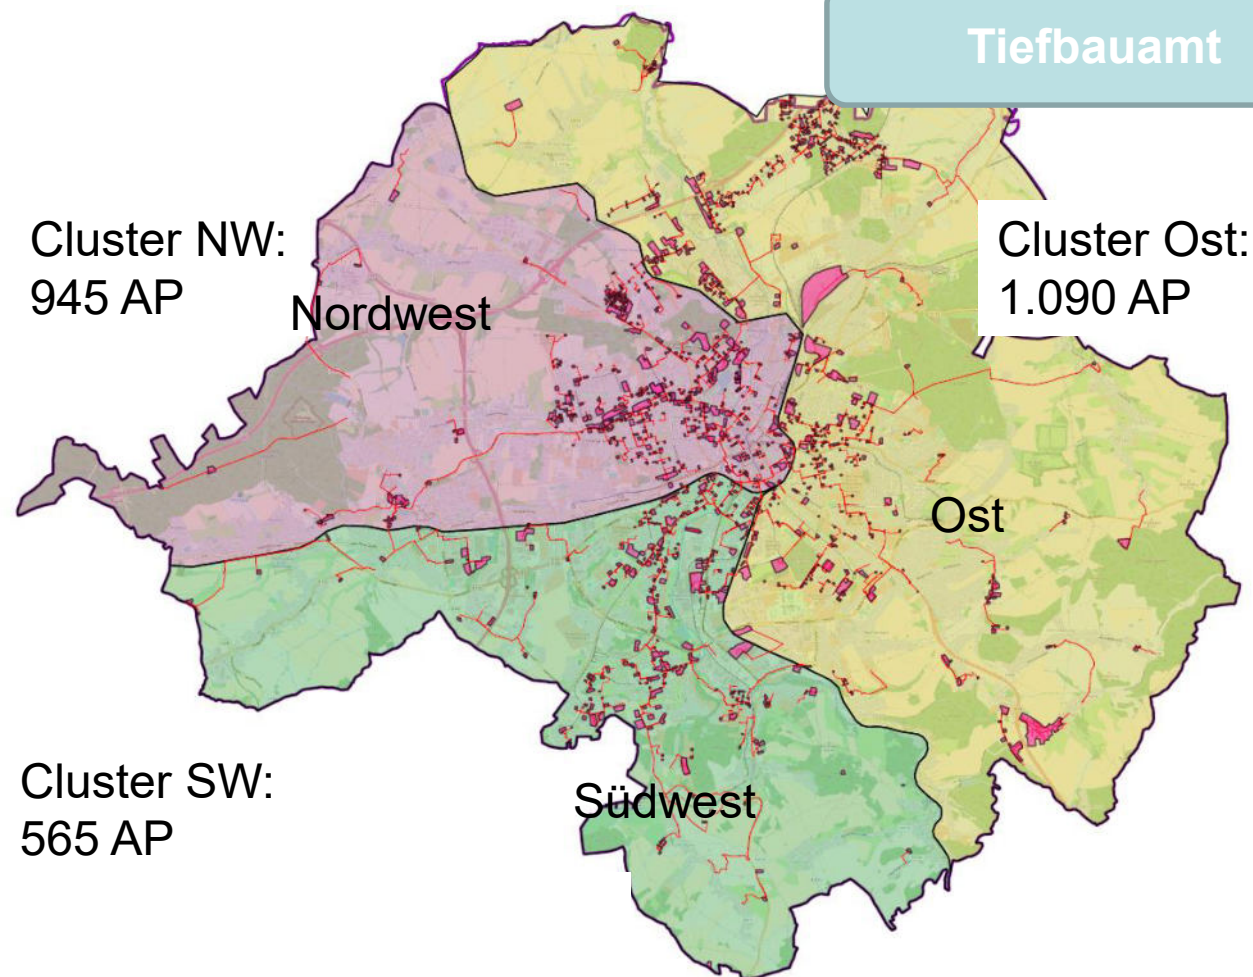 Tiefbauamt
Cluster NW:
945 AP
Nordwest
Cluster Ost:
1.090 AP
Ost
Cluster SW:
565 AP
Südwest